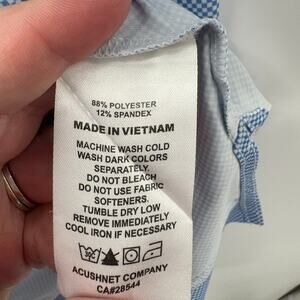 88% POLYESTER
12% SPANDEX
MADE IN VIETNAM
MACHINE WASH COLD
WASH DARK COLORS
SEPARATELY.
DO NOT BLEACH
DO NOT USE FABRIC
SOFTENERS.
TUMBLE DRY LOW
REMOVE IMMEDIATELY
COOL IRON IF NECESSARY
ACUSHNET COMPANY
CA#28544